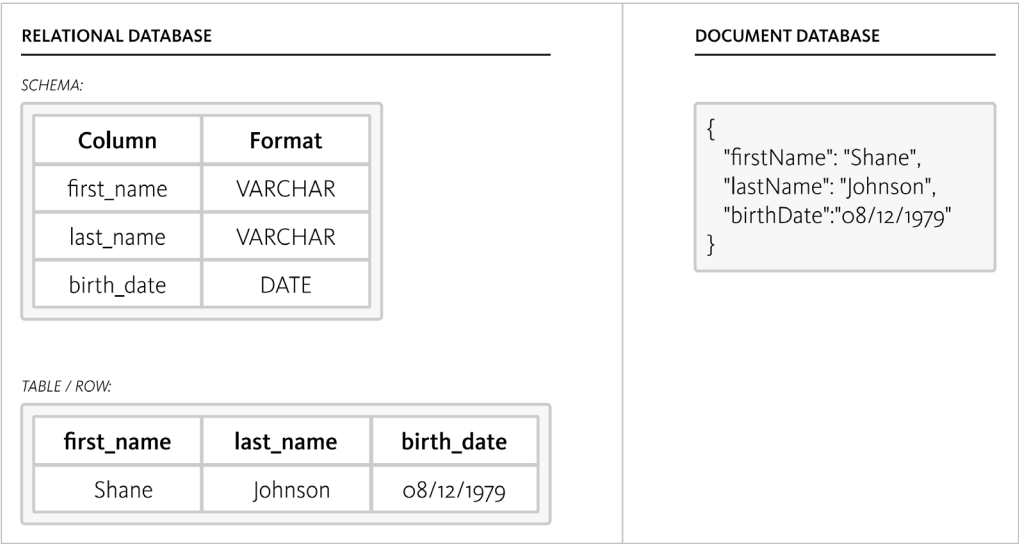 RELATIONAL DATABASE
SCHEMA:
Column Format
first_name VARCHAR
last_name VARCHAR
birth_date DATE
TABLE / ROW:
first_name last_name birth_date
Shane Johnson 08/12/1979
DOCUMENT DATABASE
{
"firstName": "Shane",
"lastName": "Johnson",
"birthDate":"08/12/1979"
}